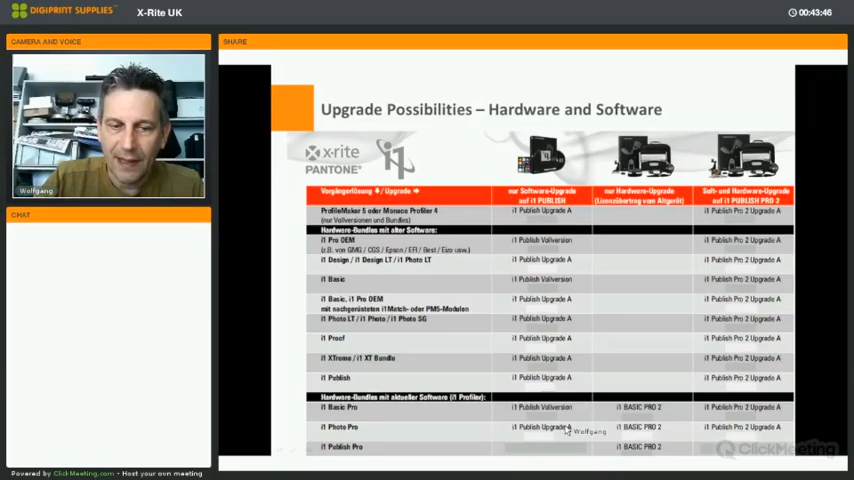 DIGIPRINT SUPPLIES™
X-Rite UK
00:43:46
CAMERA AND VOICE
SHARE
Wolfgang
CHAT
Upgrade Possibilities – Hardware and Software
x-rite
PANTONE®
i1
Vorgängerlösung / Upgrade
nur Software-Upgrade
auf i1 PUBLISH
nur Hardware-Upgrade
(Lizenzübertrag vom Altgerät)
Soft- und Hardware-Upgrade
auf i1 PUBLISH PRO 2
ProfileMaker 5 oder Monaco Profiler 4
(nur Vollversionen und Bundles)
i1 Publish Upgrade A
i1 Publish Pro 2 Upgrade A
Hardware-Bundles mit alter Software:
i1 Pro OEM
(z.B. von GMG / CGS / Epson / EFI / Best / Eizo usw.)
i1 Publish Vollversion
i1 Publish Pro 2 Upgrade A
i1 Design / i1 Design LT / i1 Photo LT
i1 Publish Upgrade A
i1 Publish Pro 2 Upgrade A
i1 Basic
i1 Publish Vollversion
i1 Publish Pro 2 Upgrade A
i1 Basic, i1 Pro OEM
mit nachgerüsteten i1Match- oder PM5-Modulen
i1 Publish Upgrade A
i1 Publish Pro 2 Upgrade A
i1 Photo LT / i1 Photo / i1 Photo SG
i1 Publish Upgrade A
i1 Publish Pro 2 Upgrade A
i1 Proof
i1 Publish Upgrade A
i1 Publish Pro 2 Upgrade A
i1 XTreme / i1 XT Bundle
i1 Publish Upgrade A
i1 Publish Pro 2 Upgrade A
i1 Publish
i1 Publish Upgrade A
i1 Publish Pro 2 Upgrade A
Hardware-Bundles mit aktueller Software (i1 Profiler):
i1 Basic Pro
i1 Publish Vollversion
i1 BASIC PRO 2
i1 Publish Pro 2 Upgrade A
i1 Photo Pro
i1 Publish Upgrade A
i1 BASIC PRO 2
i1 Publish Pro 2 Upgrade A
Wolfgang
i1 Publish Pro
i1 BASIC PRO 2
ClickMeeting
Powered by ClickMeeting.com - Host your own meeting